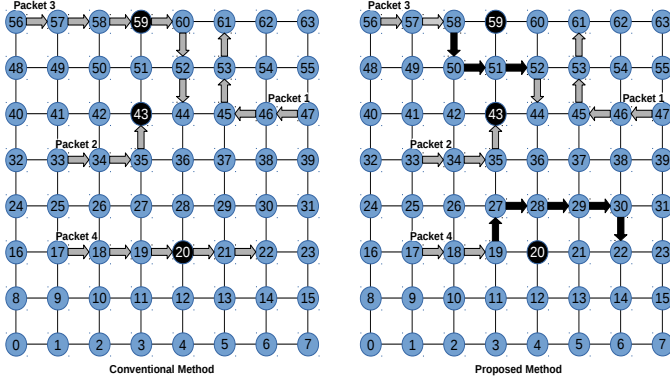 Packet 3 Packet 3
56 57 58 59 60 61 62 63 56 57 58 59 60 61 62 63
48 49 50 51 52 53 54 55 48 49 50 51 52 53 54 55
Packet 1 Packet 1
40 41 42 43 44 45 46 47 40 41 42 43 44 45 46 47
Packet 2 Packet 2
32 33 34 35 36 37 38 39 32 33 34 35 36 37 38 39
24 25 26 27 28 29 30 31 24 25 26 27 28 29 30 31
Packet 4 Packet 4
16 17 18 19 20 21 22 23 16 17 18 19 20 21 22 23
8 9 10 11 12 13 14 15 8 9 10 11 12 13 14 15
0 1 2 3 4 5 6 7 0 1 2 3 4 5 6 7
Conventional Method Proposed Method